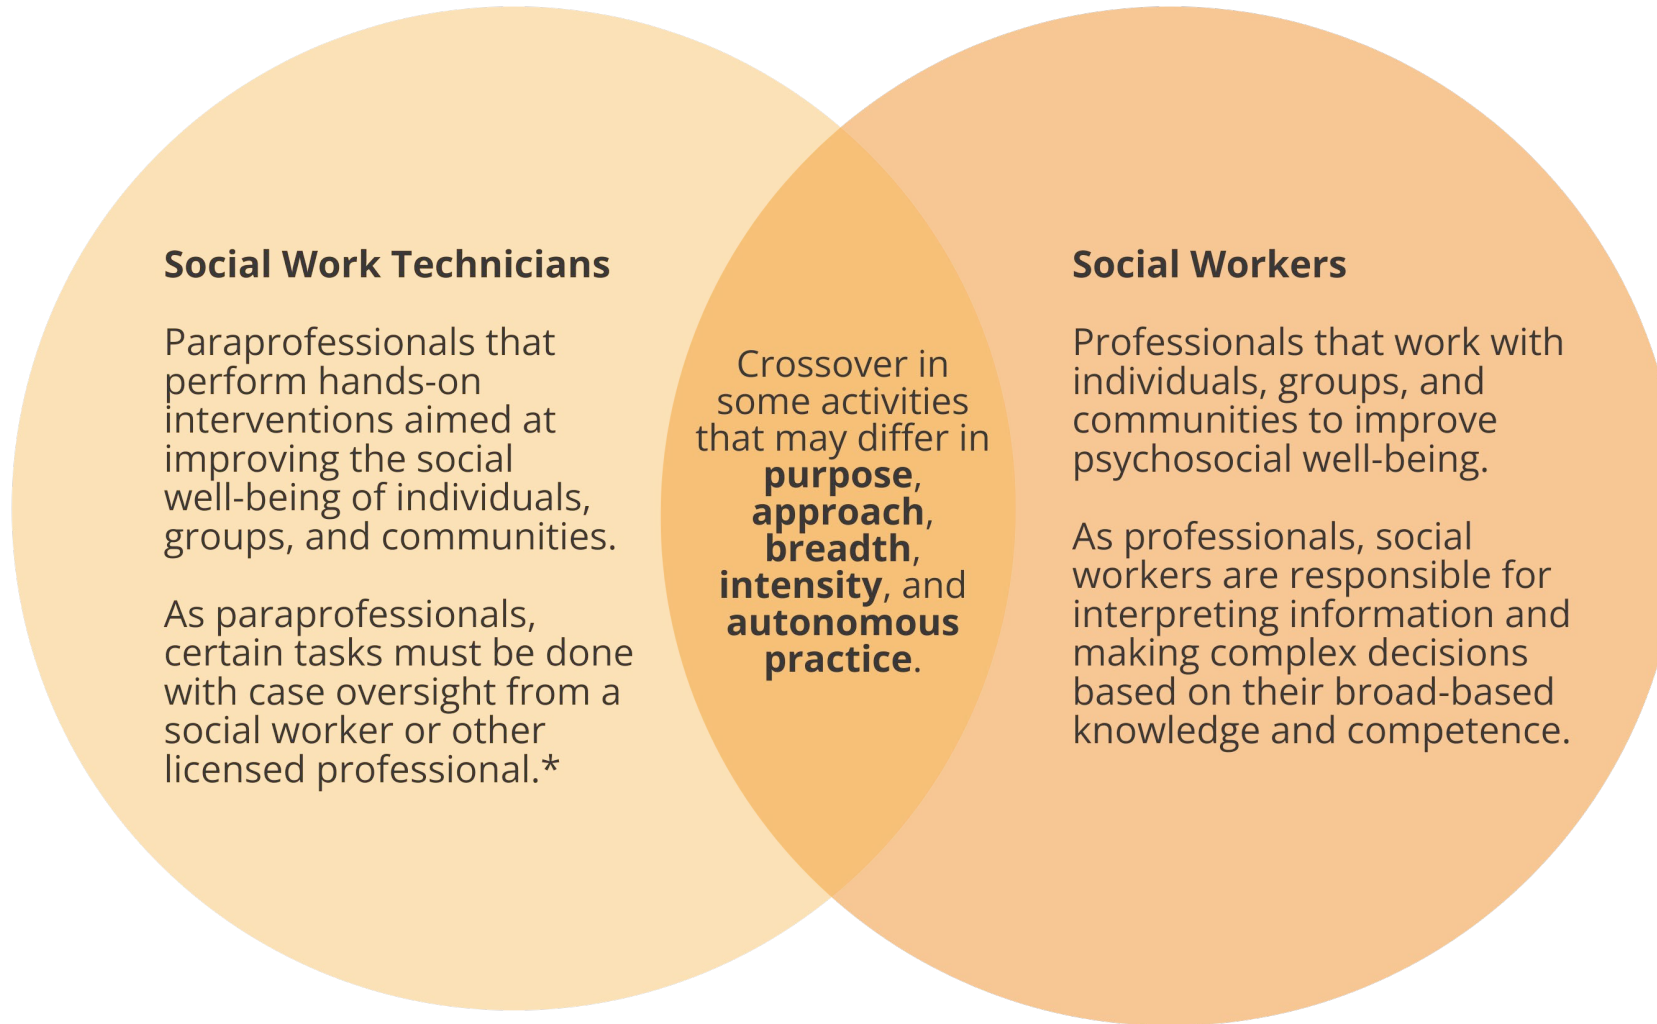 Social Work Technicians
Paraprofessionals that
perform hands-on
interventions aimed at
improving the social
well-being of individuals,
groups, and communities.
As paraprofessionals,
certain tasks must be done
with case oversight from a
social worker or other
licensed professional.*
Crossover in
some activities
that may differ in
purpose,
approach,
breadth,
intensity, and
autonomous
practice.
Social Workers
Professionals that work with
individuals, groups, and
communities to improve
psychosocial well-being.
As professionals, social
workers are responsible for
interpreting information and
making complex decisions
based on their broad-based
knowledge and competence.